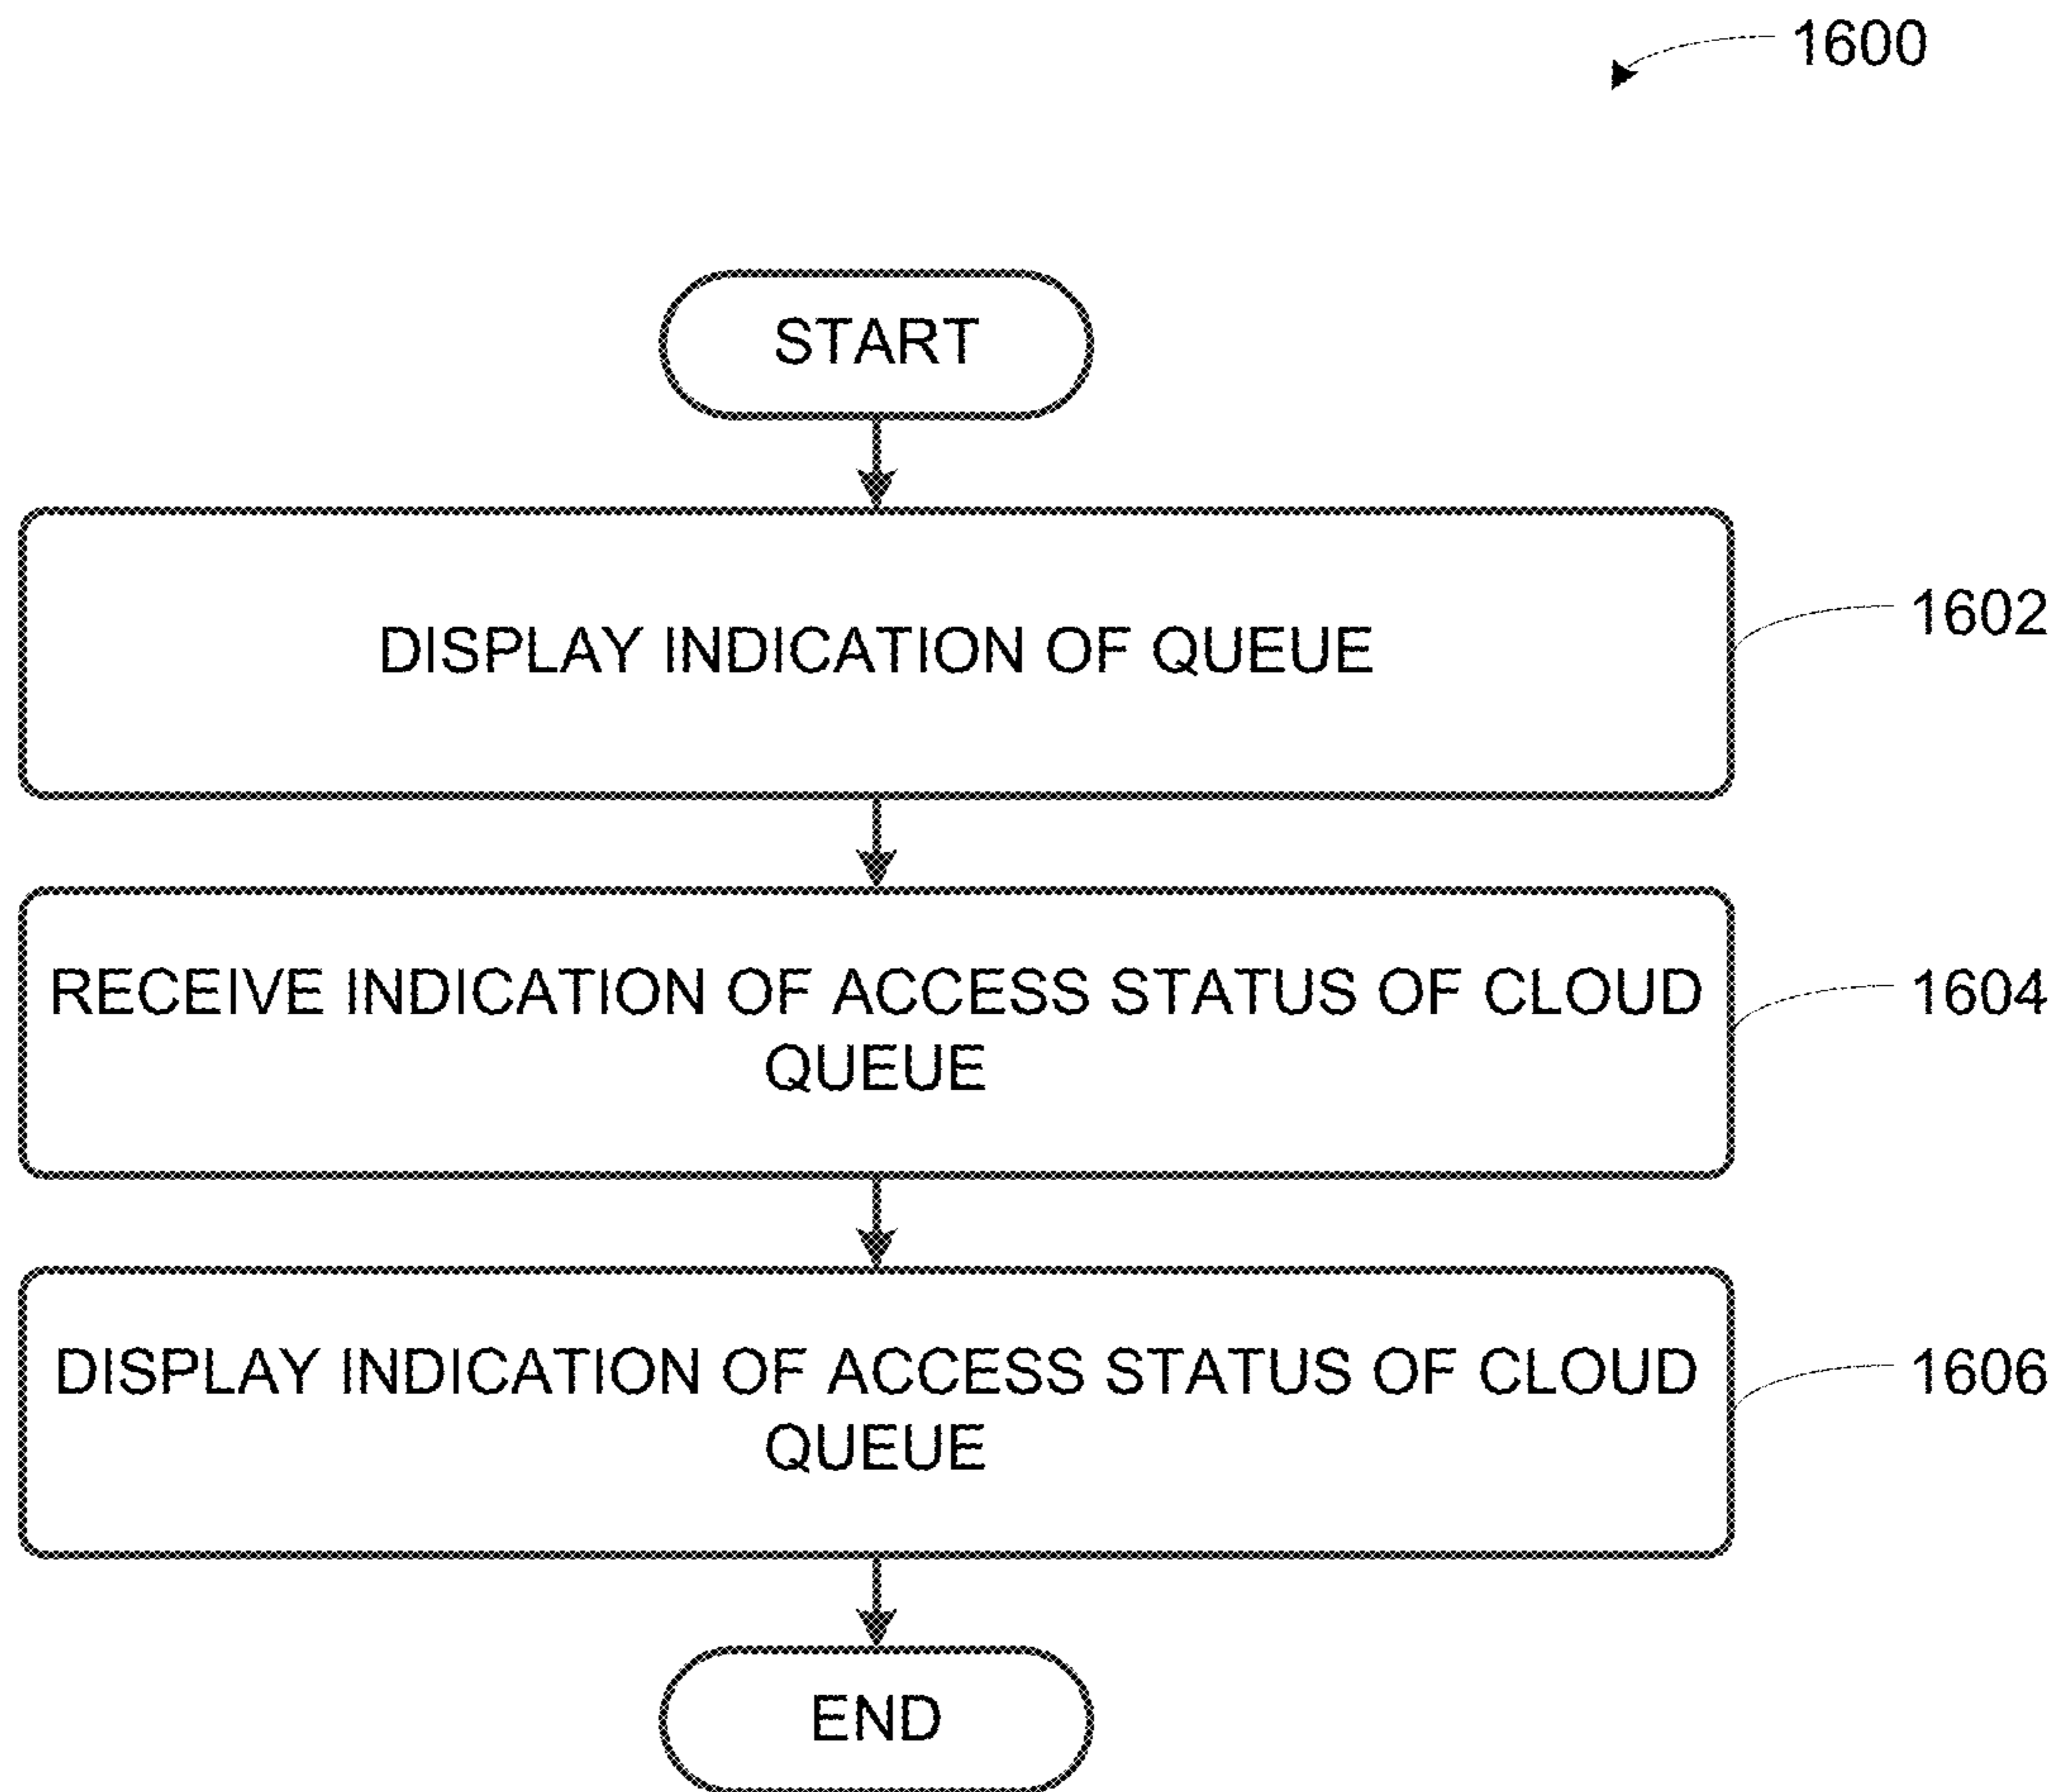 1600
START
DISPLAY INDICATION OF QUEUE
1602
RECEIVE INDICATION OF ACCESS STATUS OF CLOUD
QUEUE
1604
DISPLAY INDICATION OF ACCESS STATUS OF CLOUD
QUEUE
1606
END